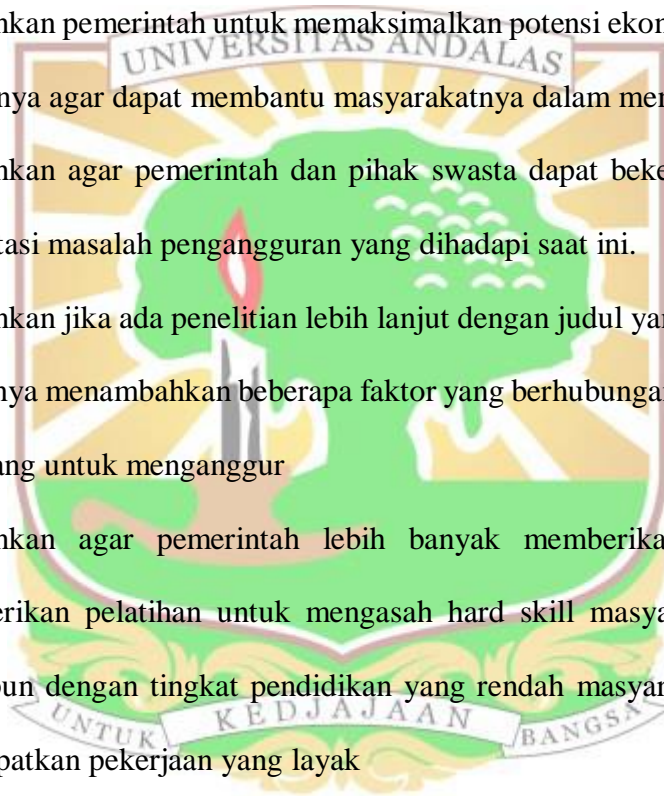 hkan pemerintah untuk memaksimalkan potensi ekon
UNIVERSITAS ANDALAS
nya agar dapat membantu masyarakatnya dalam men
hkan agar pemerintah dan pihak swasta dapat beke
tasi masalah pengangguran yang dihadapi saat ini.
hkan jika ada penelitian lebih lanjut dengan judul yan
nya menambahkan beberapa faktor yang berhubungan
ang untuk menganggur
hkan agar pemerintah lebih banyak memberika
erikan pelatihan untuk mengasah hard skill masya
pun dengan tingkat pendidikan yang rendah masyar
UNTUK KEDJAJAAN BANGSA
patkan pekerjaan yang layak